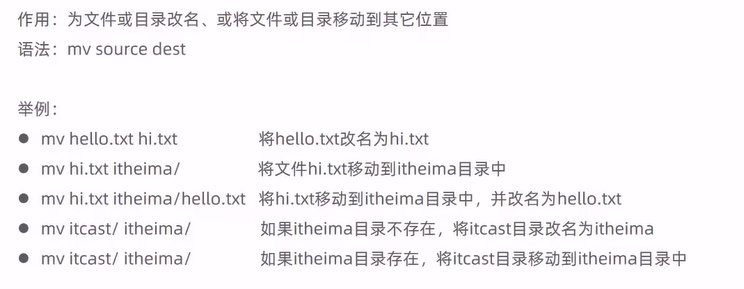 作用：为文件或目录改名、或将文件或目录移动到其它位置
语法：mv source dest
举例：
● mv hello.txt hi.txt 将hello.txt改名为hi.txt
● mv hi.txt itheima/ 将文件hi.txt移动到itheima目录中
● mv hi.txt itheima/hello.txt 将hi.txt移动到itheima目录中，并改名为hello.txt
● mv itcast/ itheima/ 如果itheima目录不存在，将itcast目录改名为itheima
● mv itcast/ itheima/ 如果itheima目录存在，将itcast目录移动到itheima目录中